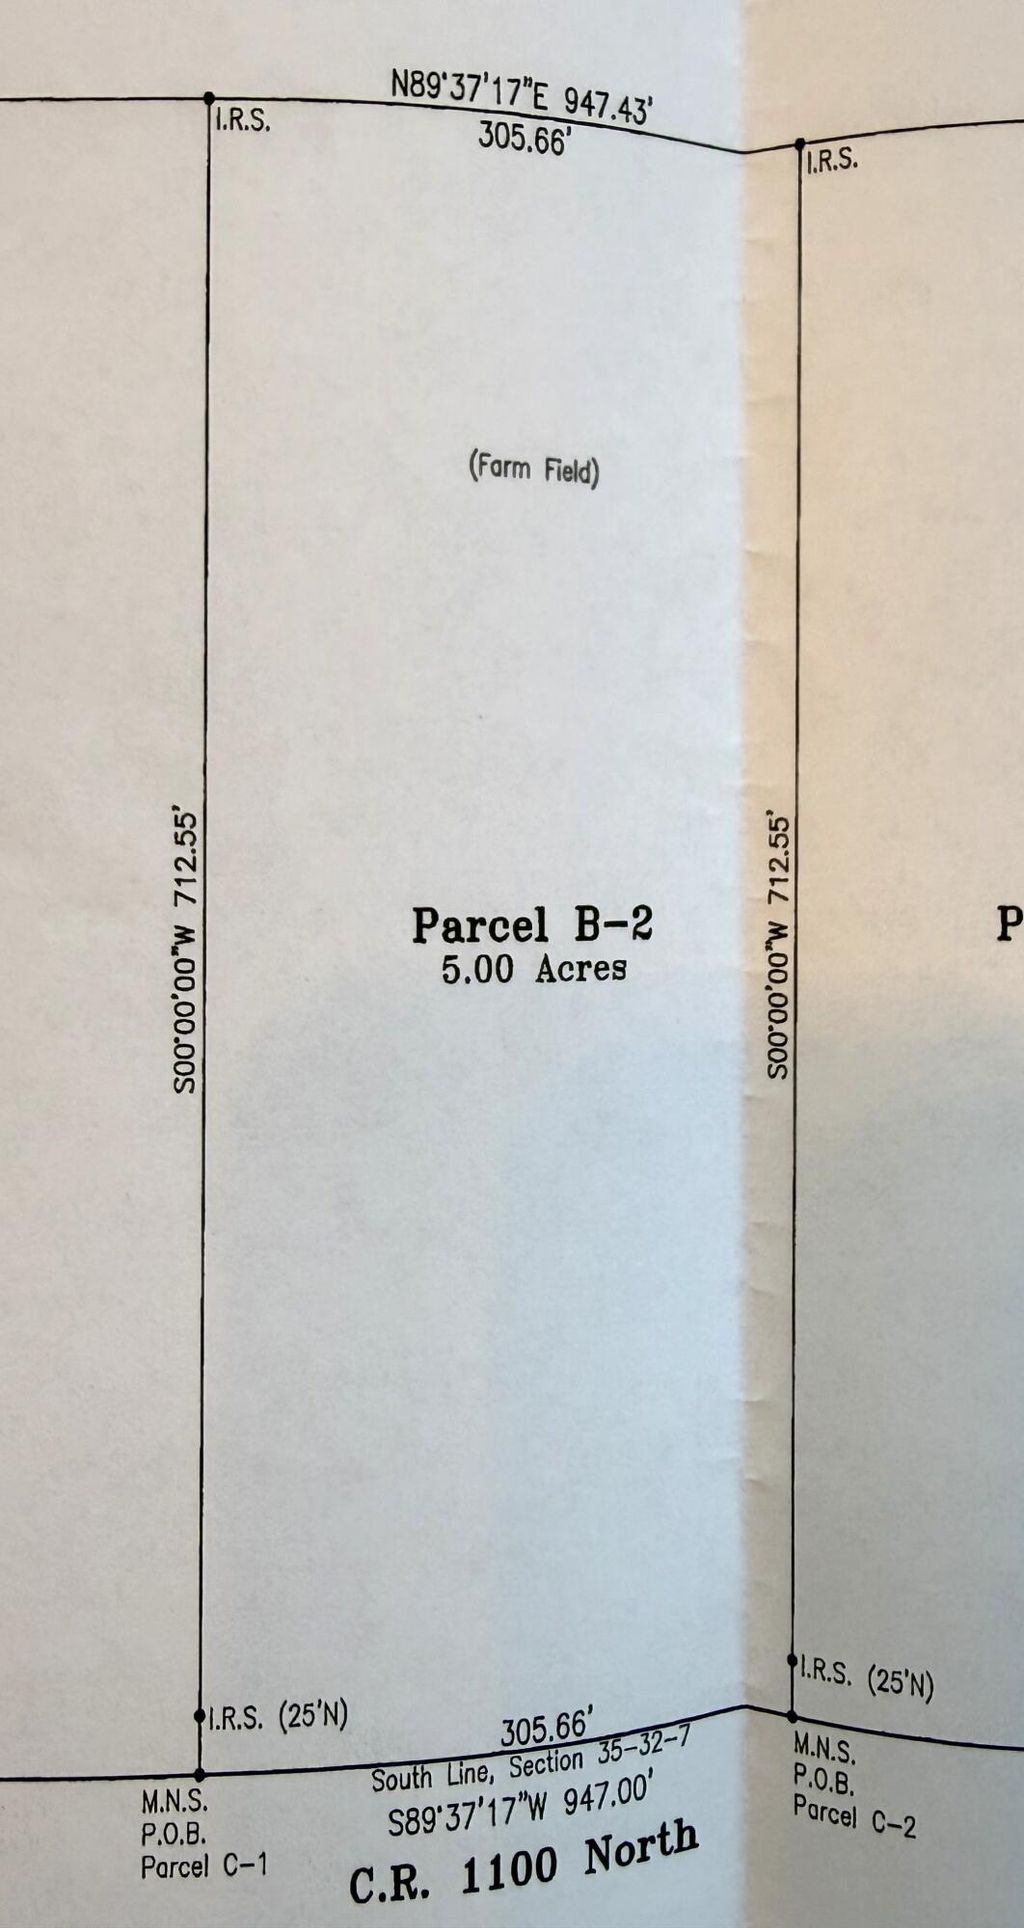 N89°37'17"E 947.43'
305.66'
I.R.S.
I.R.S.
(Farm Field)
S00°00'00"W 712.55'
S00°00'00"W 712.55'
Parcel B-2
5.00 Acres
P
I.R.S. (25'N)
I.R.S. (25'N)
305.66'
South Line, Section 35-32-7
S89°37'17"W 947.00'
C.R. 1100 North
M.N.S.
P.O.B.
Parcel C-1
M.N.S.
P.O.B.
Parcel C-2